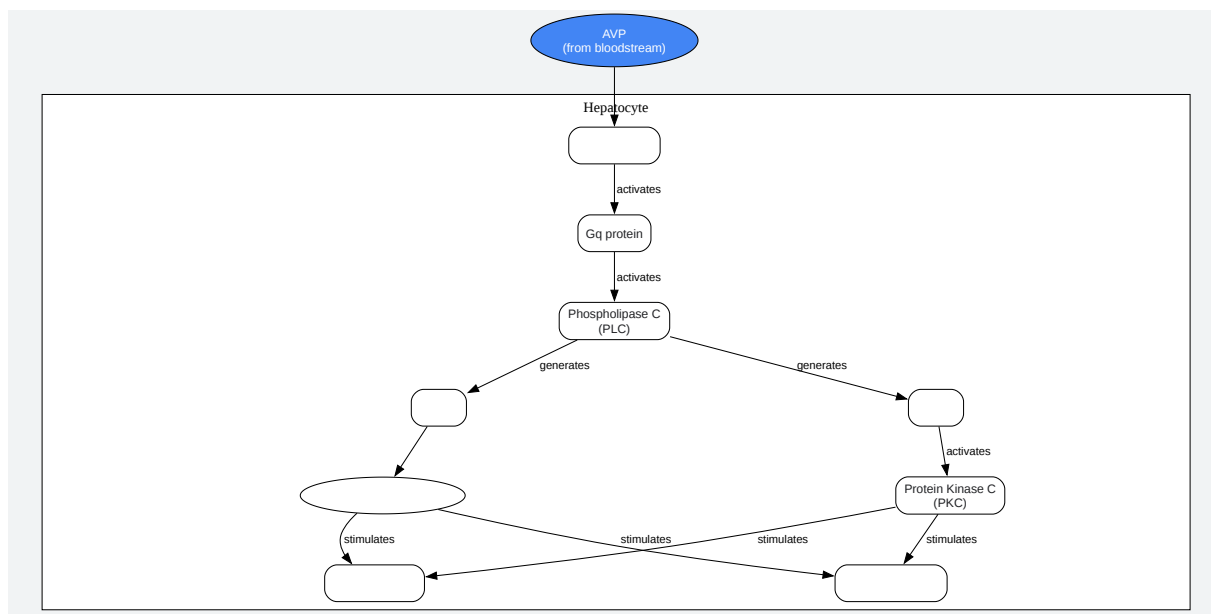 AVP
(from bloodstream)
Hepatocyte
activates
Gq protein
activates
Phospholipase C
(PLC)
generates
generates
activates
Protein Kinase C
(PKC)
stimulates
stimulates
stimulates
stimulates